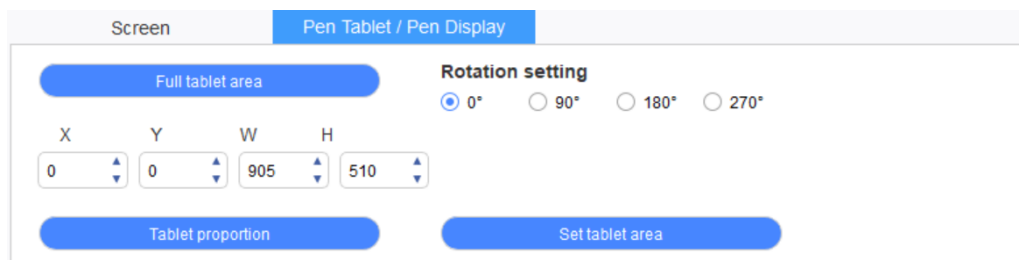 Screen Pen Tablet / Pen Display
Full tablet area
Rotation setting
0° 90° 180° 270°
X Y W H
0 0 905 510
Tablet proportion Set tablet area